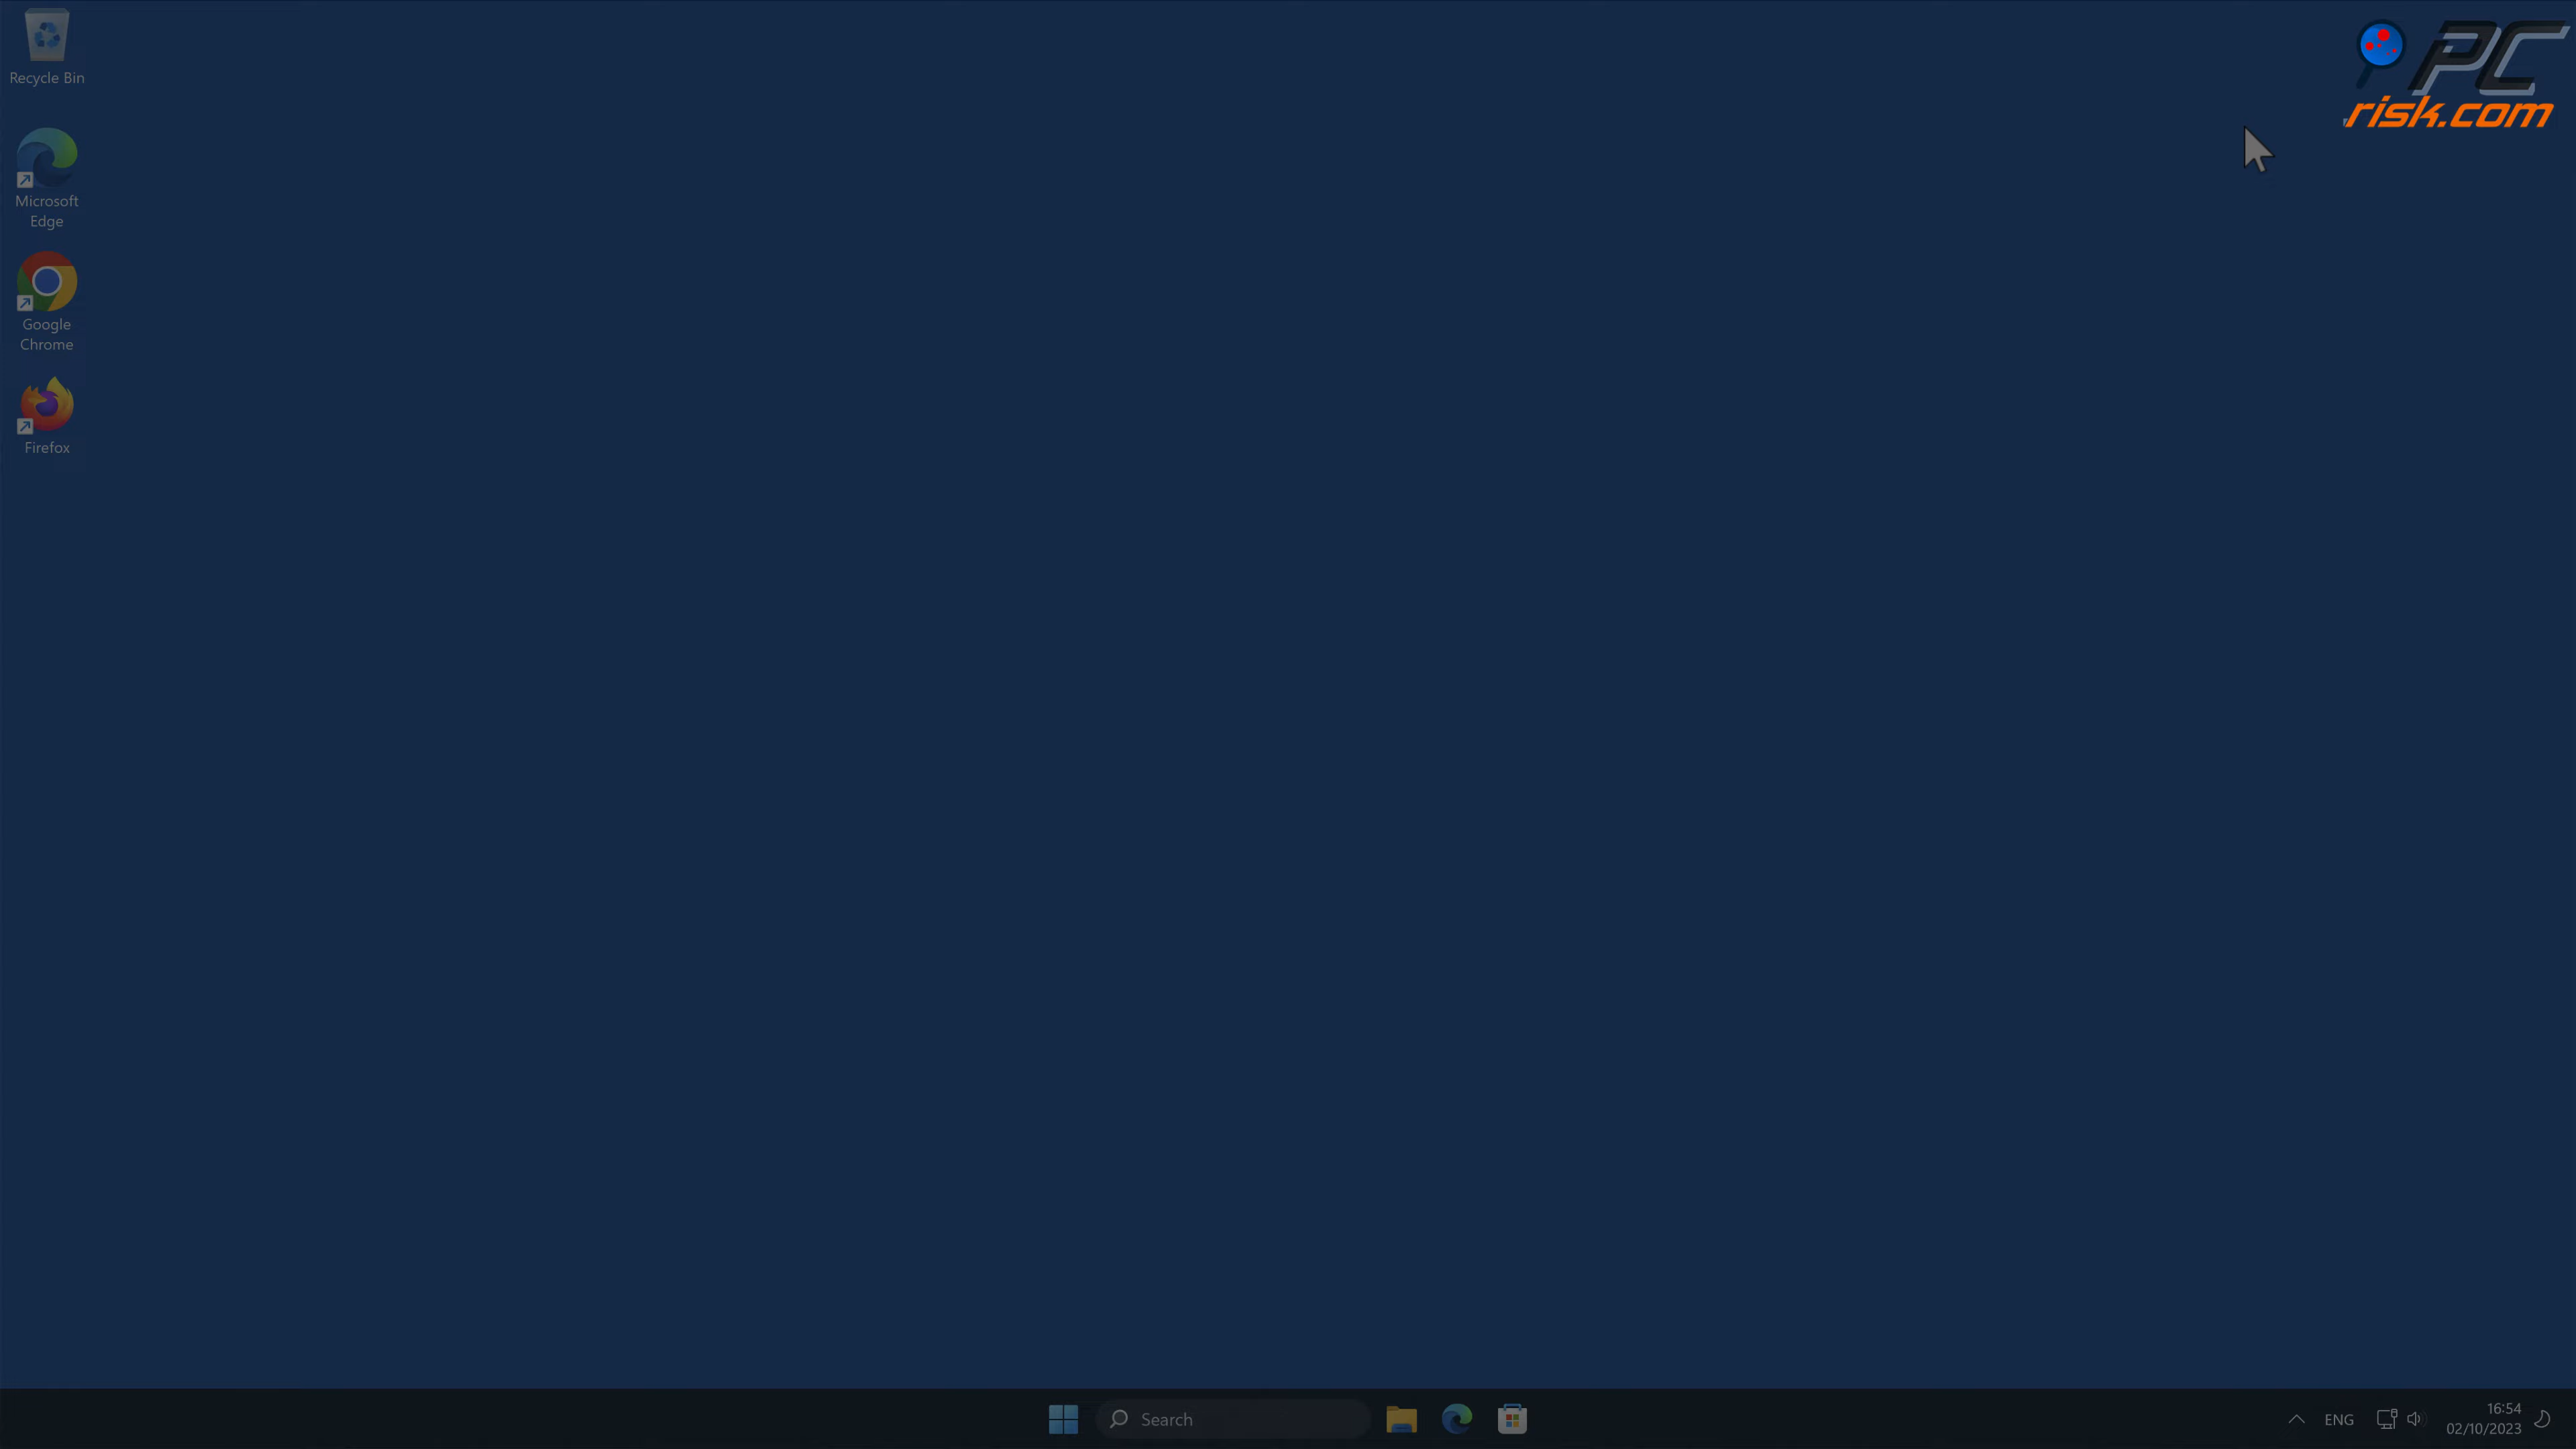 Recycle Bin
PC
risk.com
Microsoft
Edge
Google
Chrome
Firefox
Search
ENG
16:54
02/10/2023